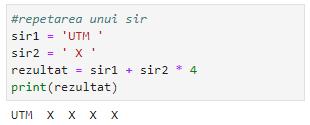 #repetarea unui sir
sir1 = 'UTM '
sir2 = ' X '
rezultat = sir1 + sir2 * 4
print(rezultat)
UTM  X  X  X  X